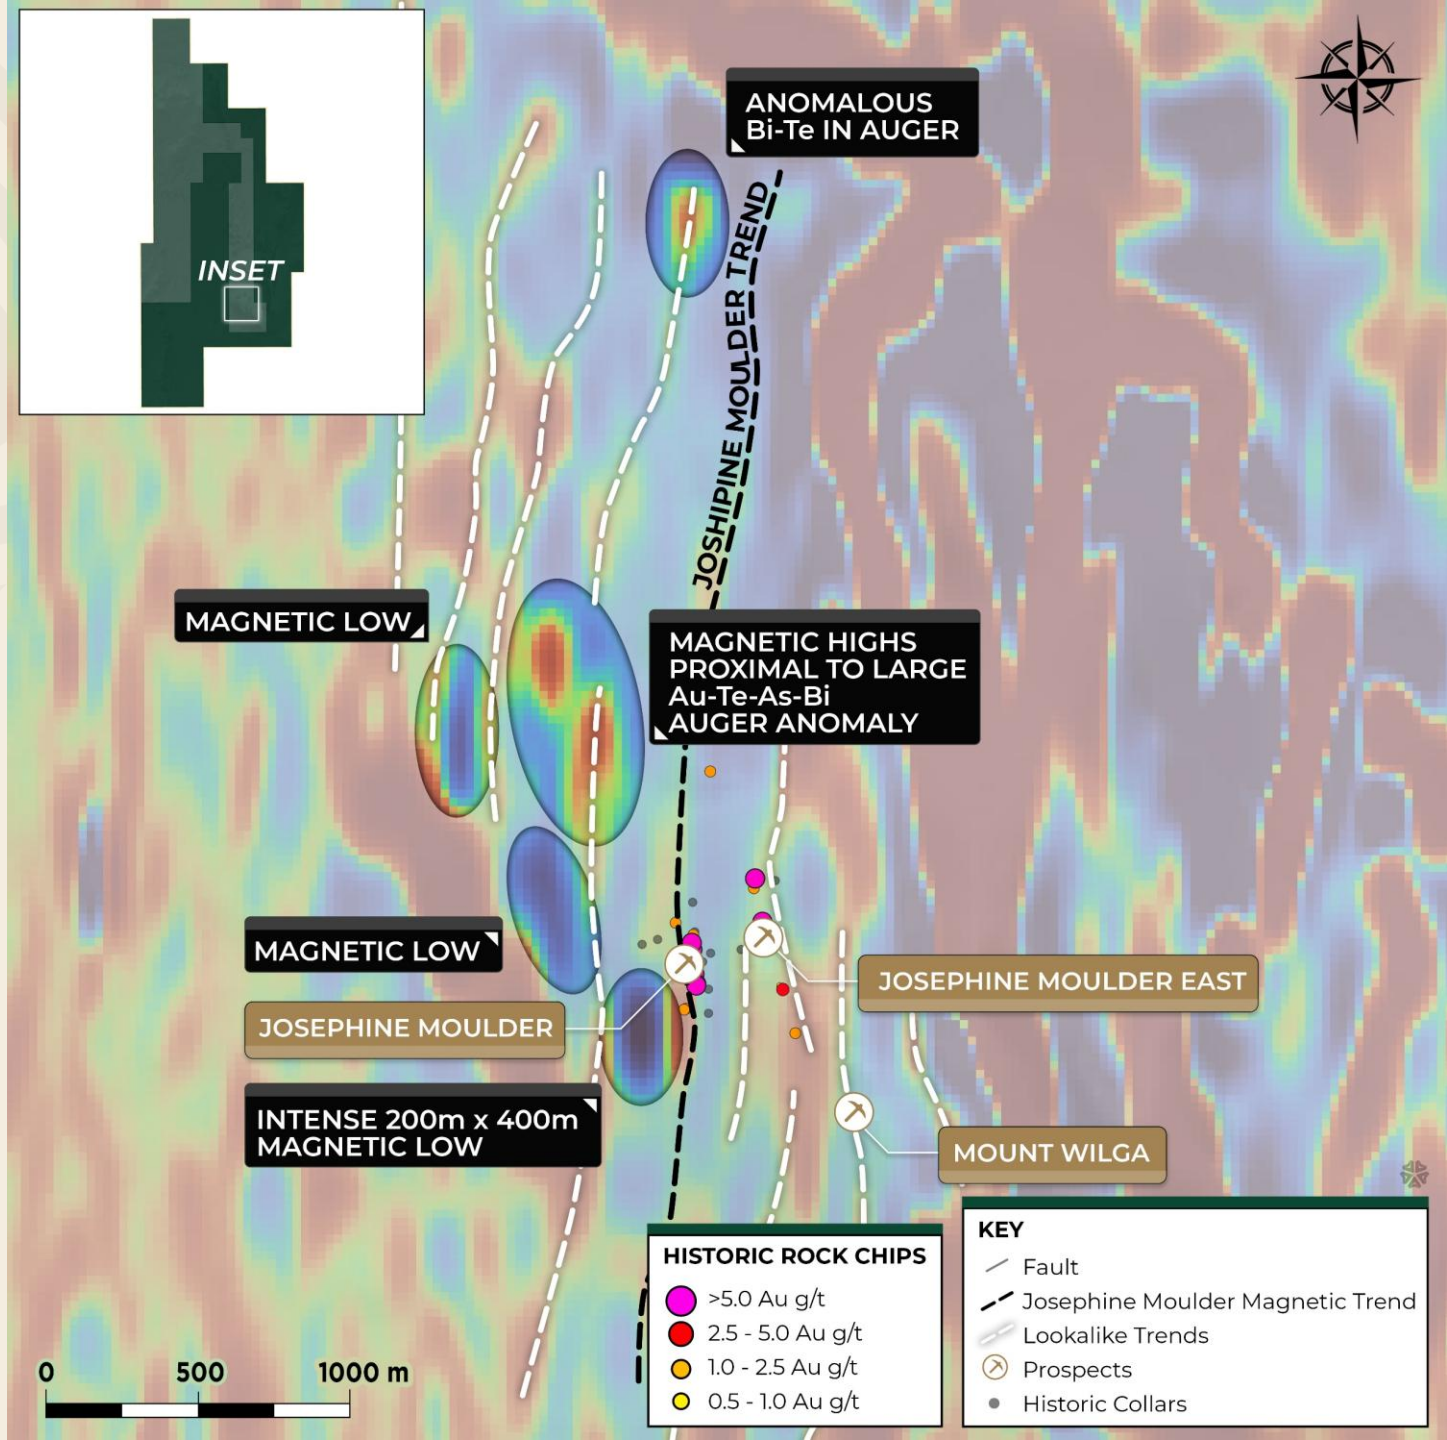 INSET
ANOMALOUS
Bi-Te IN AUGER
JOSHIPINE MOULDER TREND
MAGNETIC LOW
MAGNETIC HIGHS
PROXIMAL TO LARGE
Au-Te-As-Bi
AUGER ANOMALY
MAGNETIC LOW
JOSEPHINE MOULDER EAST
JOSEPHINE MOULDER
INTENSE 200m x 400m
MAGNETIC LOW
MOUNT WILGA
HISTORIC ROCK CHIPS
>5.0 Au g/t
2.5 - 5.0 Au g/t
1.0 - 2.5 Au g/t
0.5 - 1.0 Au g/t
KEY
Fault
Josephine Moulder Magnetic Trend
Lookalike Trends
Prospects
Historic Collars
0 500 1000 m